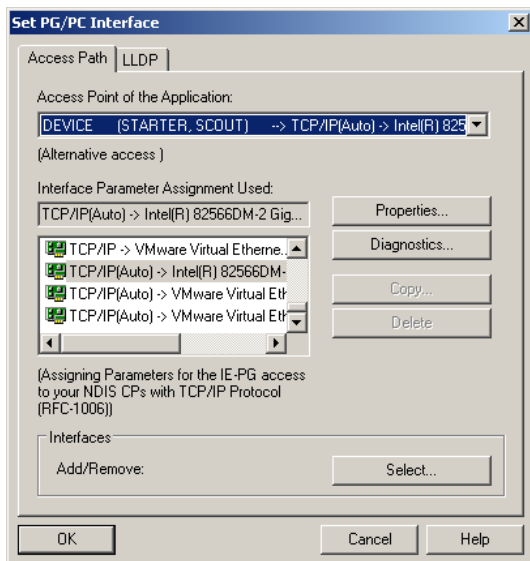 Set PG/PC Interface
Access Path
LLDP
Access Point of the Application:
DEVICE (STARTER, SCOUT) --> TCP/IP(Auto) -> Intel(R) 825
(Alternative access )
Interface Parameter Assignment Used:
TCP/IP(Auto) -> Intel(R) 82566DM-2 Gig...
Properties...
Diagnostics...
Copy...
Delete
TCP/IP -> VMware Virtual Etherne...
TCP/IP(Auto) -> Intel(R) 82566DM-
TCP/IP(Auto) -> VMware Virtual Eth
TCP/IP(Auto) -> VMware Virtual Eth
(Assigning Parameters for the IE-PG access
to your NDIS CPs with TCP/IP Protocol
(RFC-1006))
Interfaces
Add/Remove:
Select...
OK
Cancel
Help